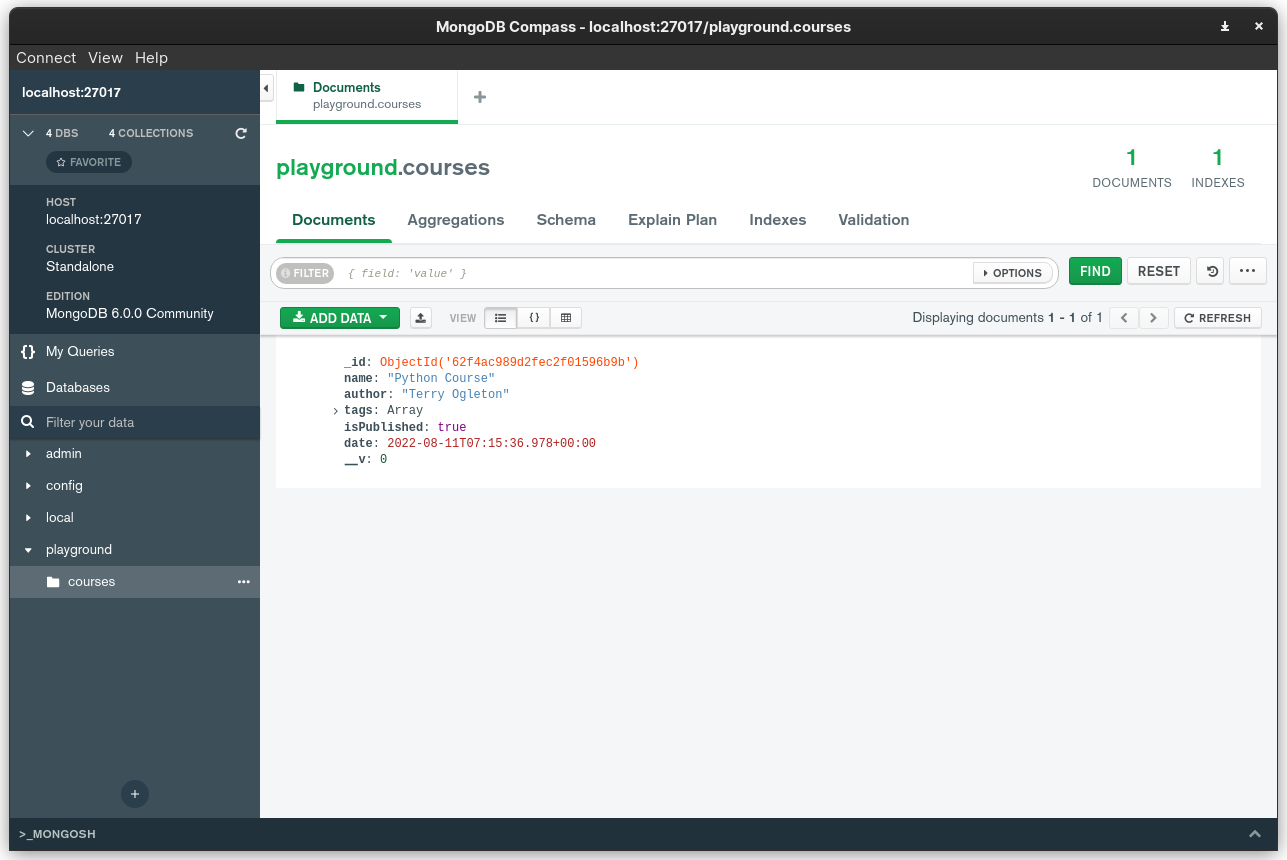 MongoDB Compass - localhost:27017/playground.courses
Connect View Help
localhost:27017
4 DBS 4 COLLECTIONS
FAVORITE
HOST
localhost:27017
CLUSTER
Standalone
EDITION
MongoDB 6.0.0 Community
{} My Queries
Databases
Filter your data
admin
config
local
playground
courses
Documents
playground.courses
playground.courses
1
DOCUMENTS
1
INDEXES
Documents Aggregations Schema Explain Plan Indexes Validation
FILTER { field: 'value' } OPTIONS FIND RESET
ADD DATA VIEW { } Displaying documents 1 - 1 of 1 REFRESH
_id: ObjectId('62f4ac989d2fec2f01596b9b')
name: "Python Course"
author: "Terry Ogleton"
tags: Array
isPublished: true
date: 2022-08-11T07:15:36.978+00:00
__v: 0
>_MONGOSH